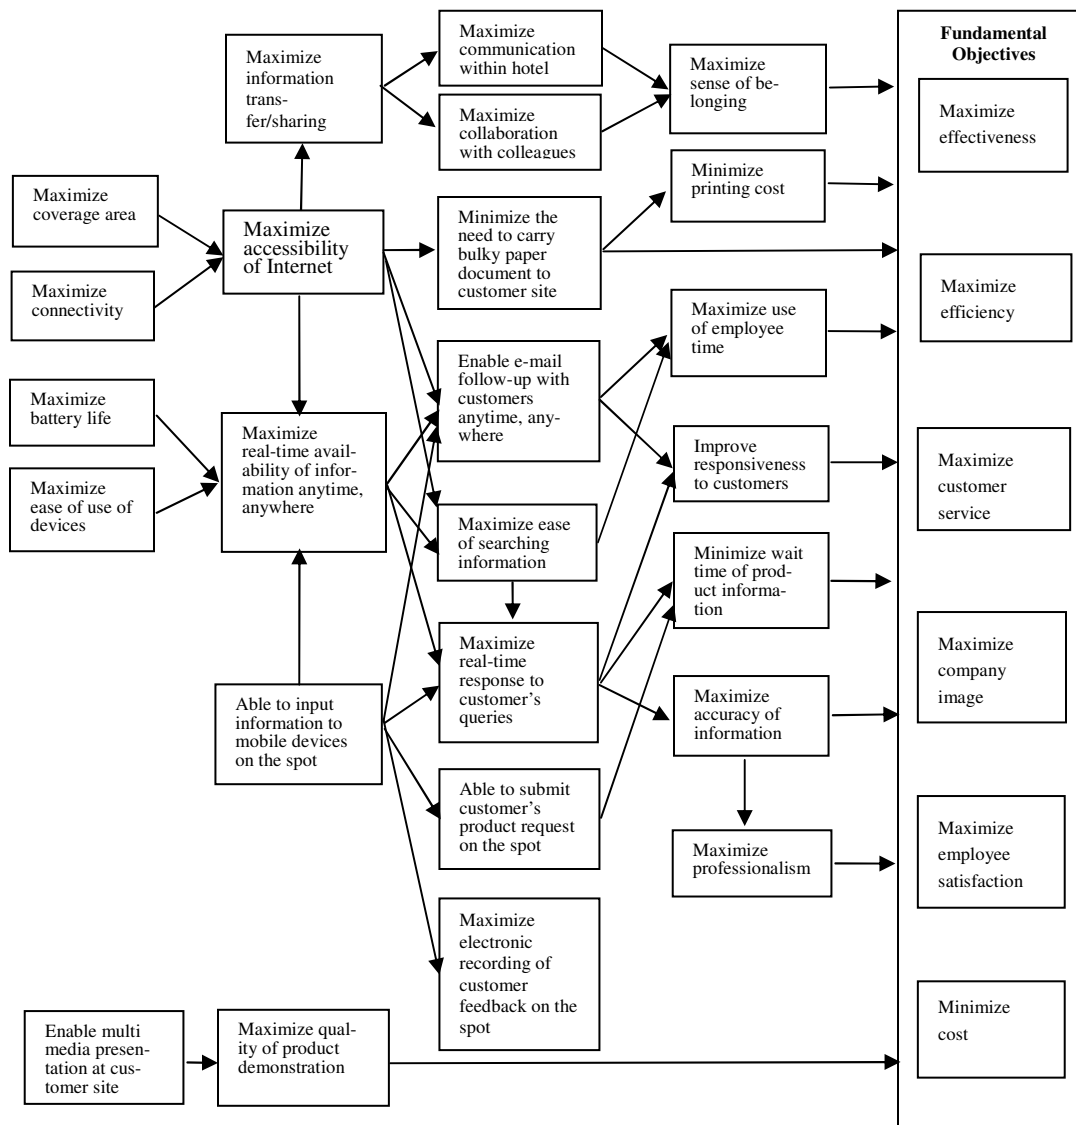 Maximize
coverage area
Maximize
connectivity
Maximize
battery life
Maximize
ease of use of
devices
Enable multi
media presen-
tation at cus-
tomer site
Maximize
information
trans-
fer/sharing
Maximize
accessibility
of Internet
Maximize
real-time avail-
ability of infor-
mation anytime,
anywhere
Able to input
information to
mobile devices
on the spot
Maximize qual-
ity of product
demonstration
Maximize
communication
within hotel
Maximize
collaboration
with colleagues
Minimize the
need to carry
bulky paper
document to
customer site
Enable e-mail
follow-up with
customers
anytime, any-
where
Maximize ease
of searching
information
Maximize
real-time
response to
customer's
queries
Able to submit
customer's
product request
on the spot
Maximize
electronic
recording of
customer
feedback on the
spot
Maximize
sense of be-
longing
Minimize
printing cost
Maximize use
of employee
time
Improve
responsiveness
to customers
Minimize wait
time of prod-
uct informa-
tion
Maximize
accuracy of
information
Maximize
professionalism
Fundamental
Objectives
Maximize
effectiveness
Maximize
efficiency
Maximize
customer
service
Maximize
company
image
Maximize
employee
satisfaction
Minimize
cost